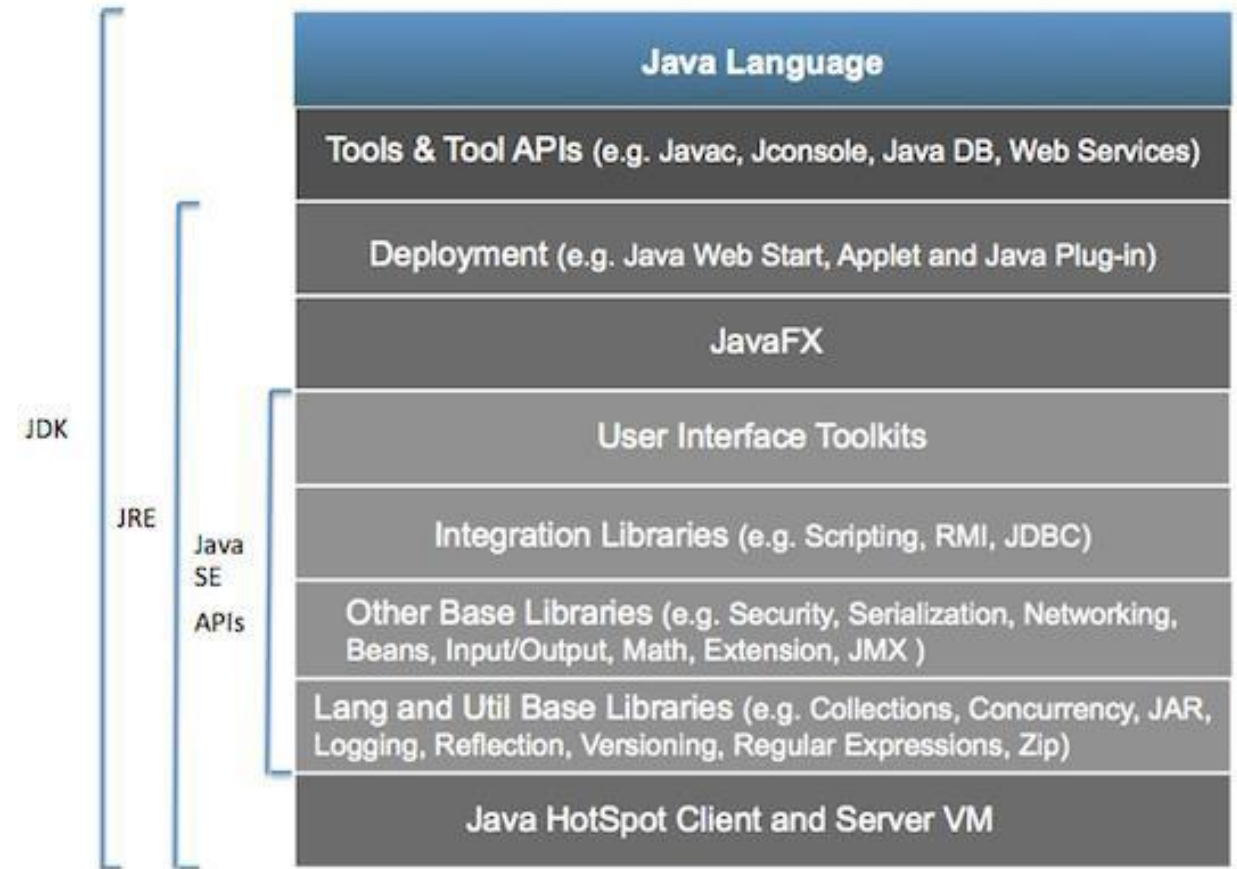 Java Language
Tools & Tool APIs (e.g. Javac, Jconsole, Java DB, Web Services)
Deployment (e.g. Java Web Start, Applet and Java Plug-in)
JavaFX
JDK
User Interface Toolkits
JRE
Java
SE
APIs
Integration Libraries (e.g. Scripting, RMI, JDBC)
Other Base Libraries (e.g. Security, Serialization, Networking,
Beans, Input/Output, Math, Extension, JMX )
Lang and Util Base Libraries (e.g. Collections, Concurrency, JAR,
Logging, Reflection, Versioning, Regular Expressions, Zip)
Java HotSpot Client and Server VM